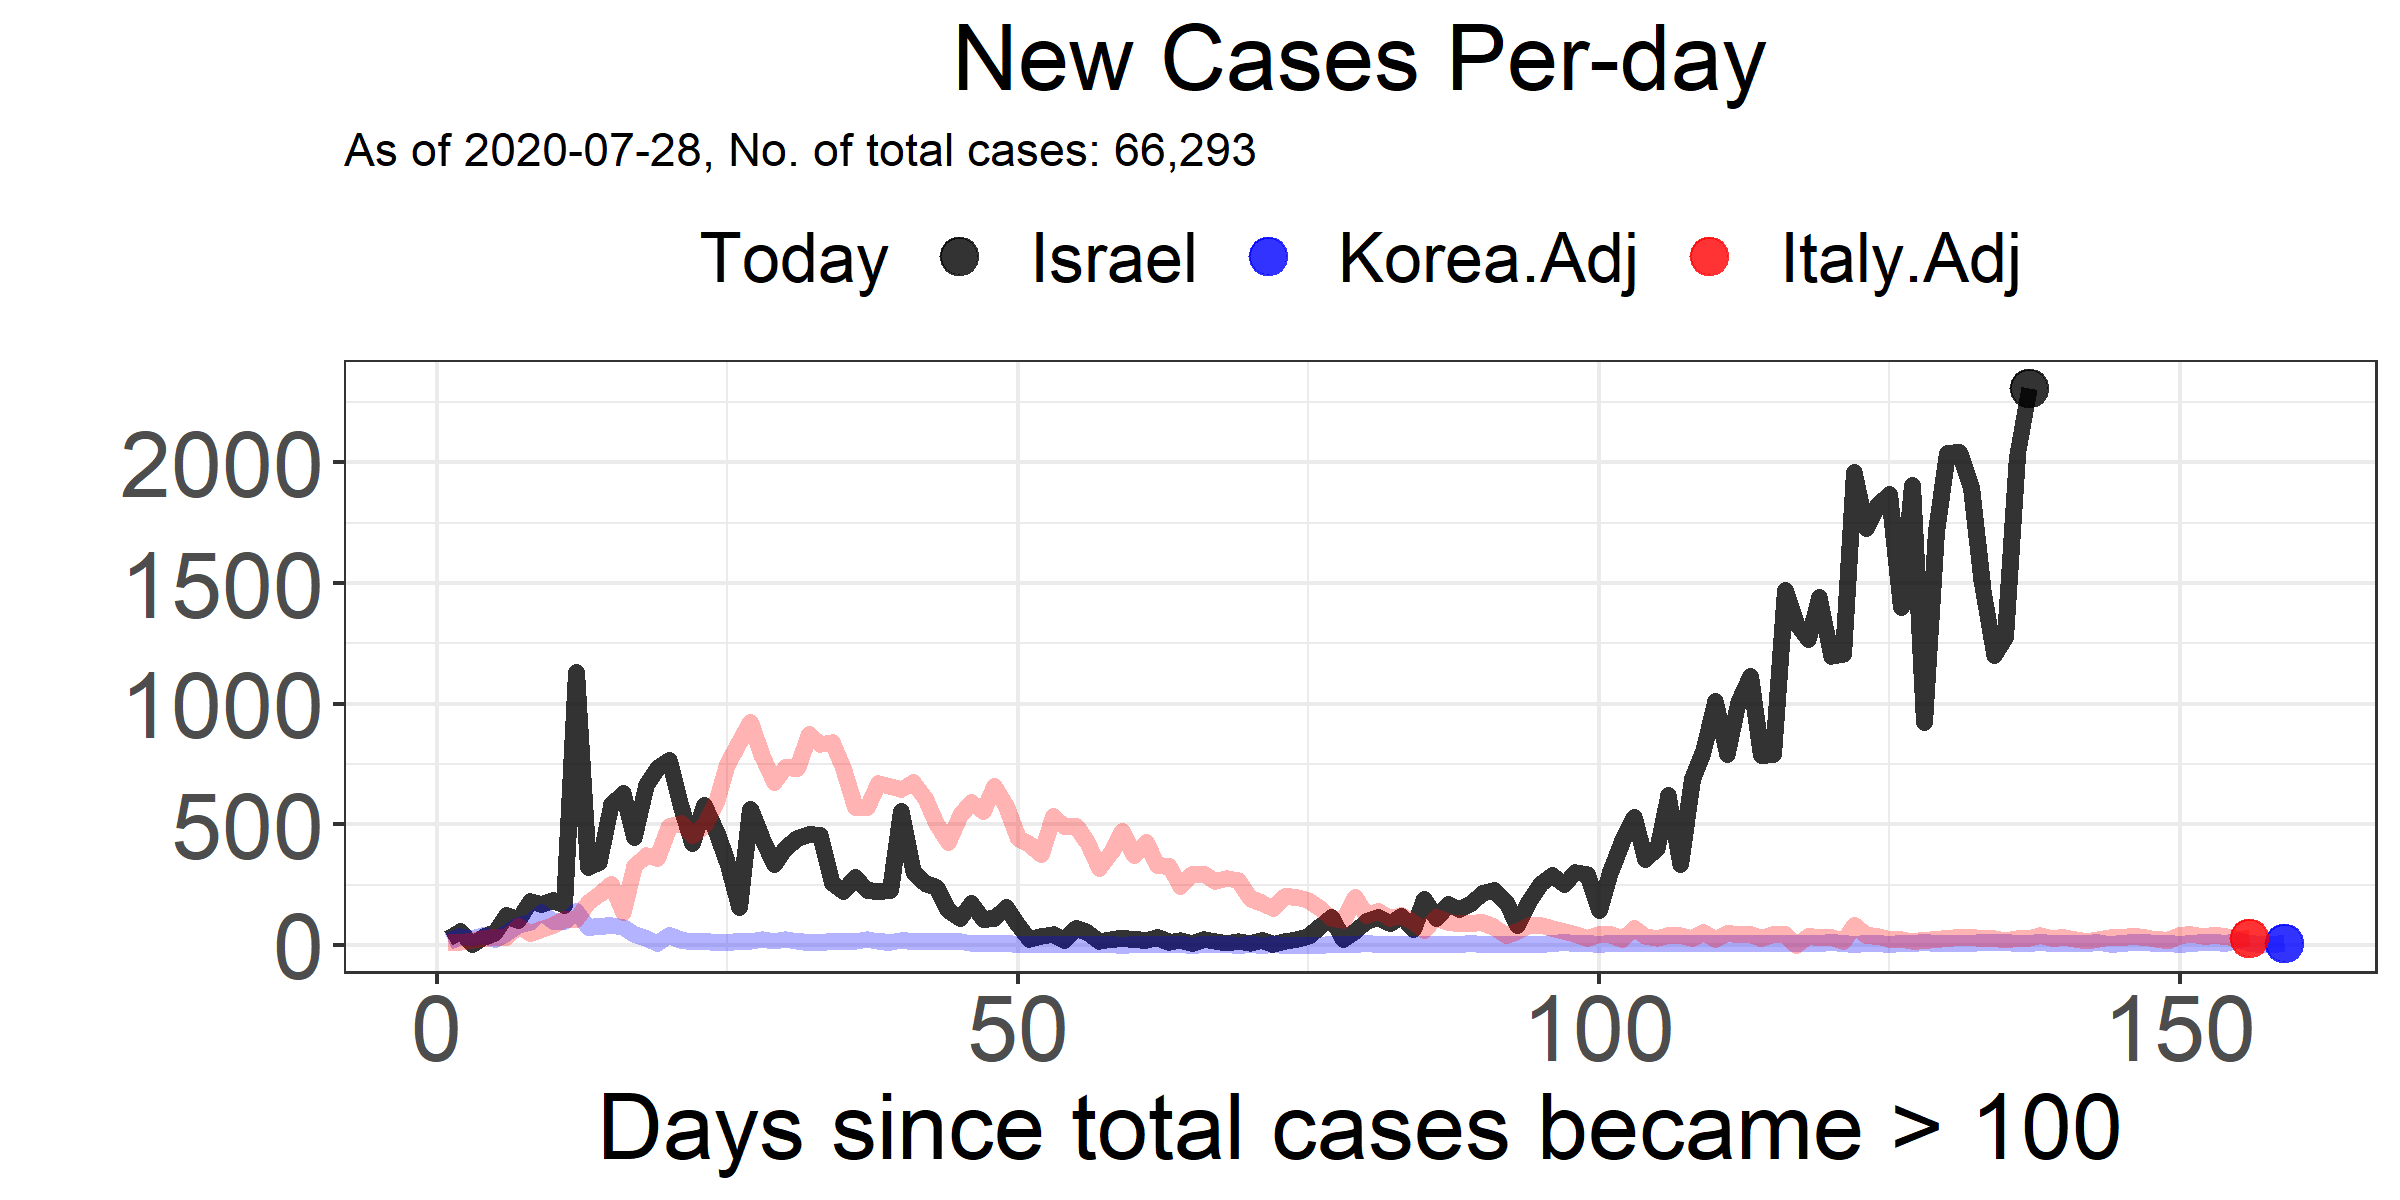 New Cases Per-day
As of 2020-07-28, No. of total cases: 66,293
Today Israel Korea.Adj Italy.Adj
2000
1500
1000
500
0
0 50 100 150
Days since total cases became > 100